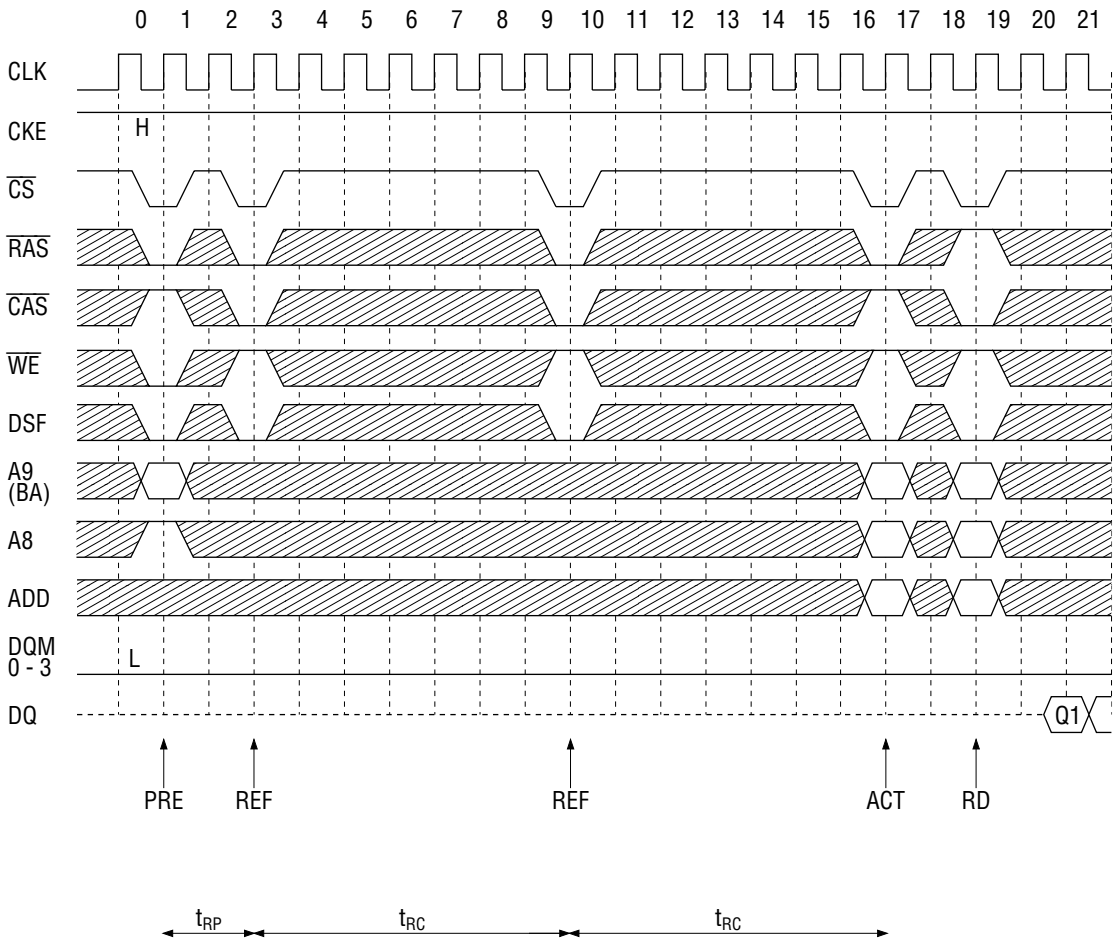 0 1 2 3 4 5 6 7 8 9 10 11 12 13 14 15 16 17 18 19 20 21
CLK
CKE H
CS
RAS
CAS
WE
DSF
A9
(BA)
A8
ADD
DQM
0 - 3 L
DQ Q1
PRE REF REF ACT RD
tRP tRC tRC